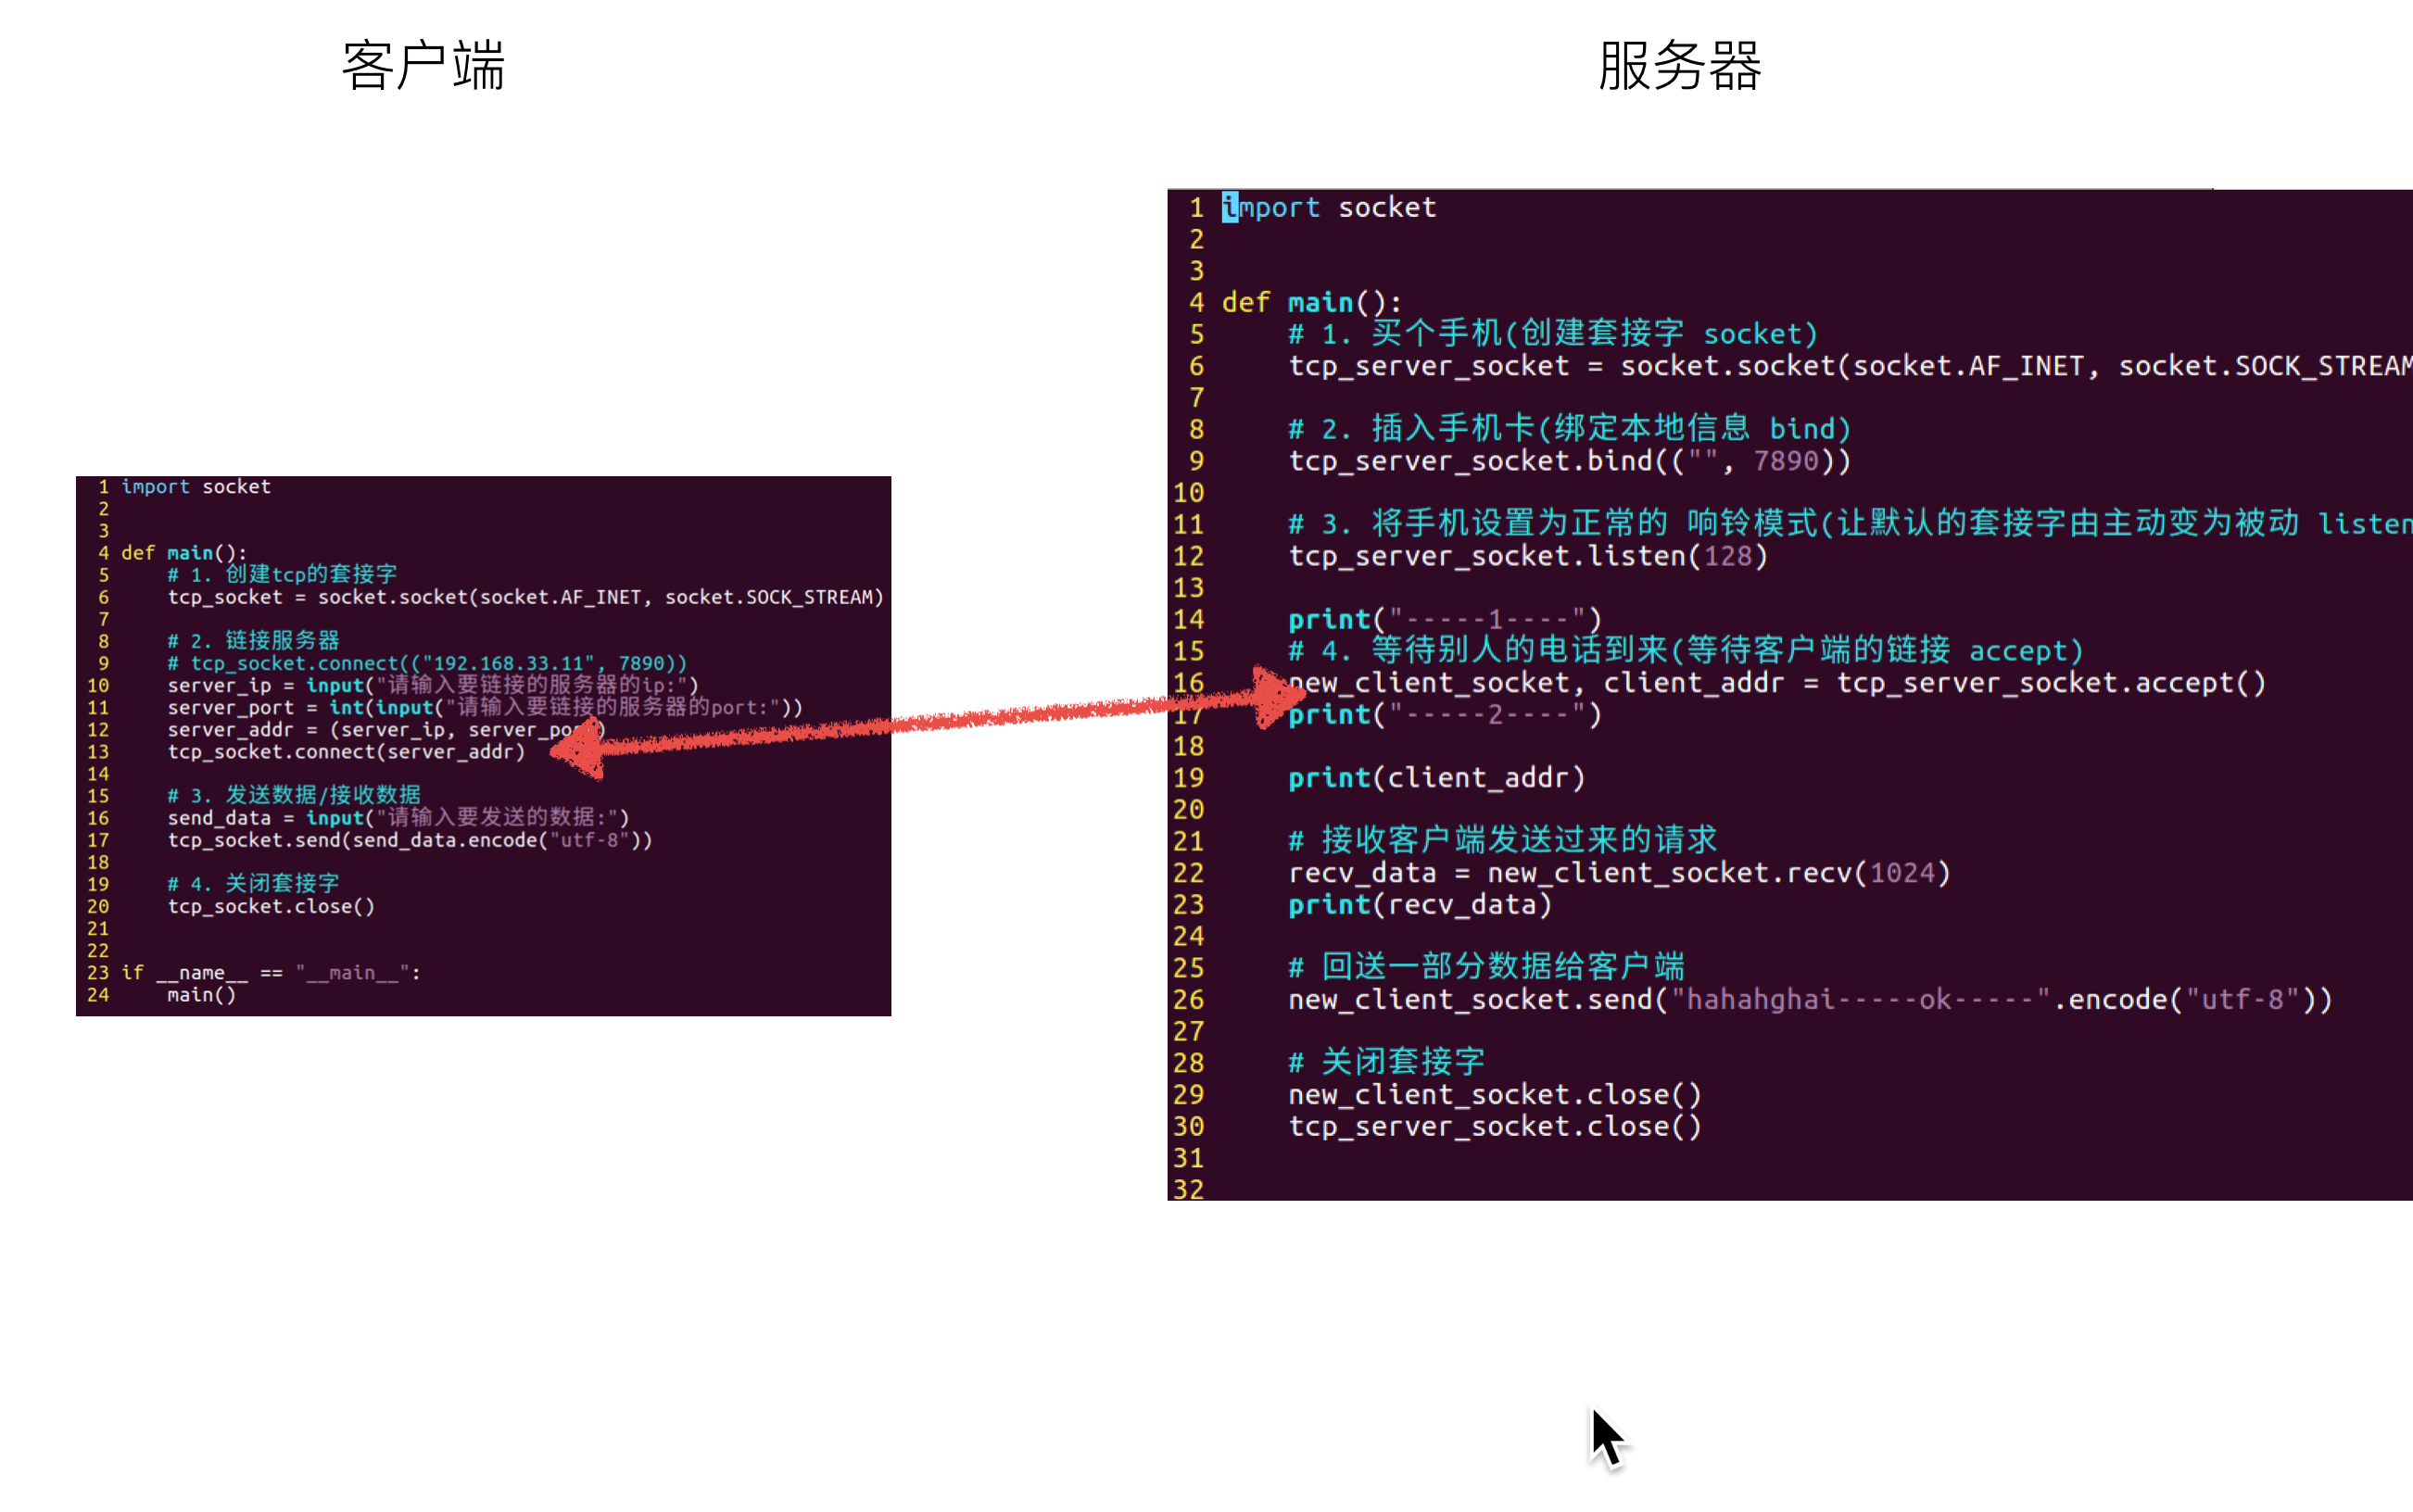 客户端
服务器
1 import socket
2
3
4 def main():
5     # 1. 创建tcp的套接字
6     tcp_socket = socket.socket(socket.AF_INET, socket.SOCK_STREAM)
7
8     # 2. 链接服务器
9     # tcp_socket.connect(("192.168.33.11", 7890))
10     server_ip = input("请输入要链接的服务器的ip:")
11     server_port = int(input("请输入要链接的服务器的port:"))
12     server_addr = (server_ip, server_port)
13     tcp_socket.connect(server_addr)
14
15     # 3. 发送数据/接收数据
16     send_data = input("请输入要发送的数据:")
17     tcp_socket.send(send_data.encode("utf-8"))
18
19     # 4. 关闭套接字
20     tcp_socket.close()
21
22
23 if __name__ == "__main__":
24     main()
1 import socket
2
3
4 def main():
5     # 1. 买个手机(创建套接字 socket)
6     tcp_server_socket = socket.socket(socket.AF_INET, socket.SOCK_STREAM
7
8     # 2. 插入手机卡(绑定本地信息 bind)
9     tcp_server_socket.bind(("", 7890))
10
11     # 3. 将手机设置为正常的 响铃模式(让默认的套接字由主动变为被动 listen
12     tcp_server_socket.listen(128)
13
14     print("-----1----")
15     # 4. 等待别人的电话到来(等待客户端的链接 accept)
16     new_client_socket, client_addr = tcp_server_socket.accept()
17     print("-----2----")
18
19     print(client_addr)
20
21     # 接收客户端发送过来的请求
22     recv_data = new_client_socket.recv(1024)
23     print(recv_data)
24
25     # 回送一部分数据给客户端
26     new_client_socket.send("hahahghai-----ok-----".encode("utf-8"))
27
28     # 关闭套接字
29     new_client_socket.close()
30     tcp_server_socket.close()
31
32